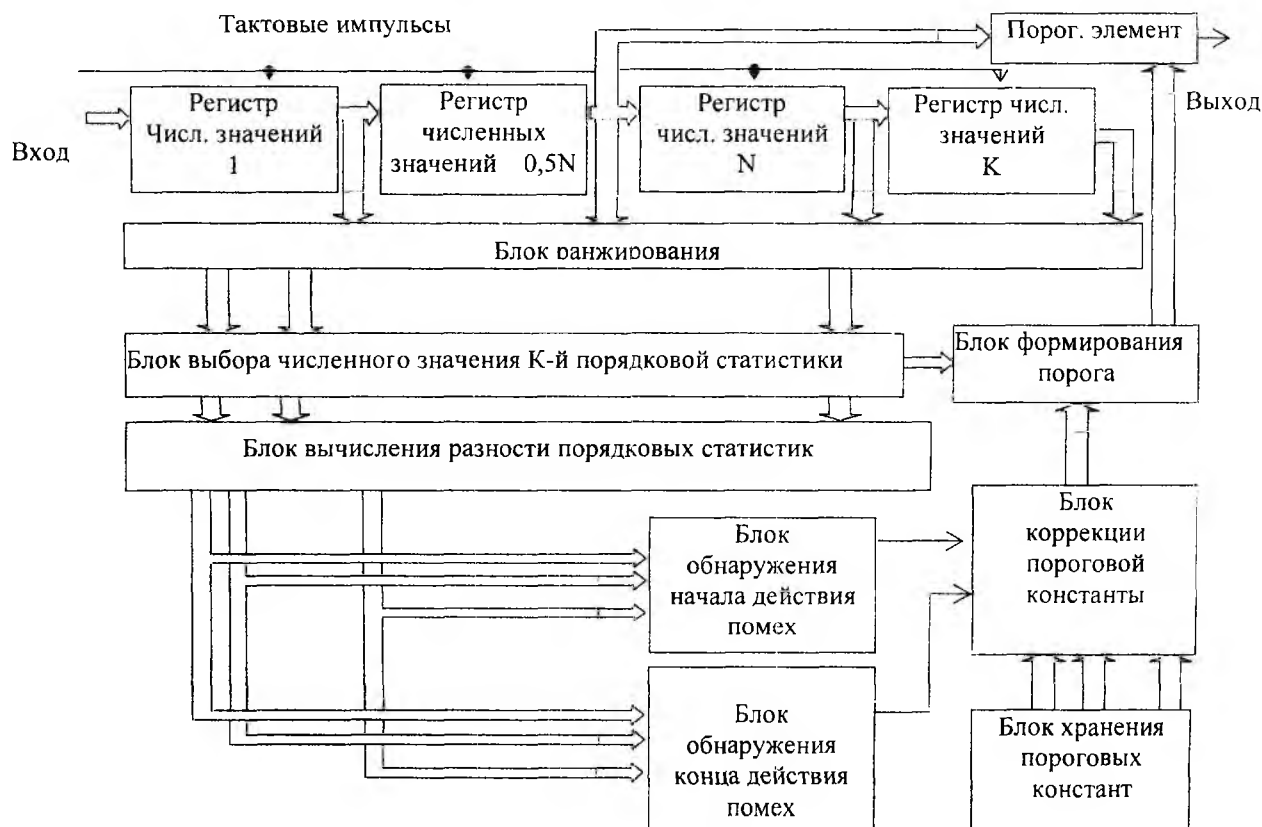 Тактовые импульсы
Порог. элемент
Вход
Регистр
Числ. значений
1
Регистр
численных
значений 0,5N
Регистр
числ. значений
N
Регистр числ.
значений
K
Выход
Блок ранжирования
Блок выбора численного значения К-й порядковой статистики
Блок формирования
порога
Блок вычисления разности порядковых статистик
Блок
обнаружения
начала действия
помех
Блок
коррекции
пороговой
константы
Блок
обнаружения
конца действия
помех
Блок хранения
пороговых
констант